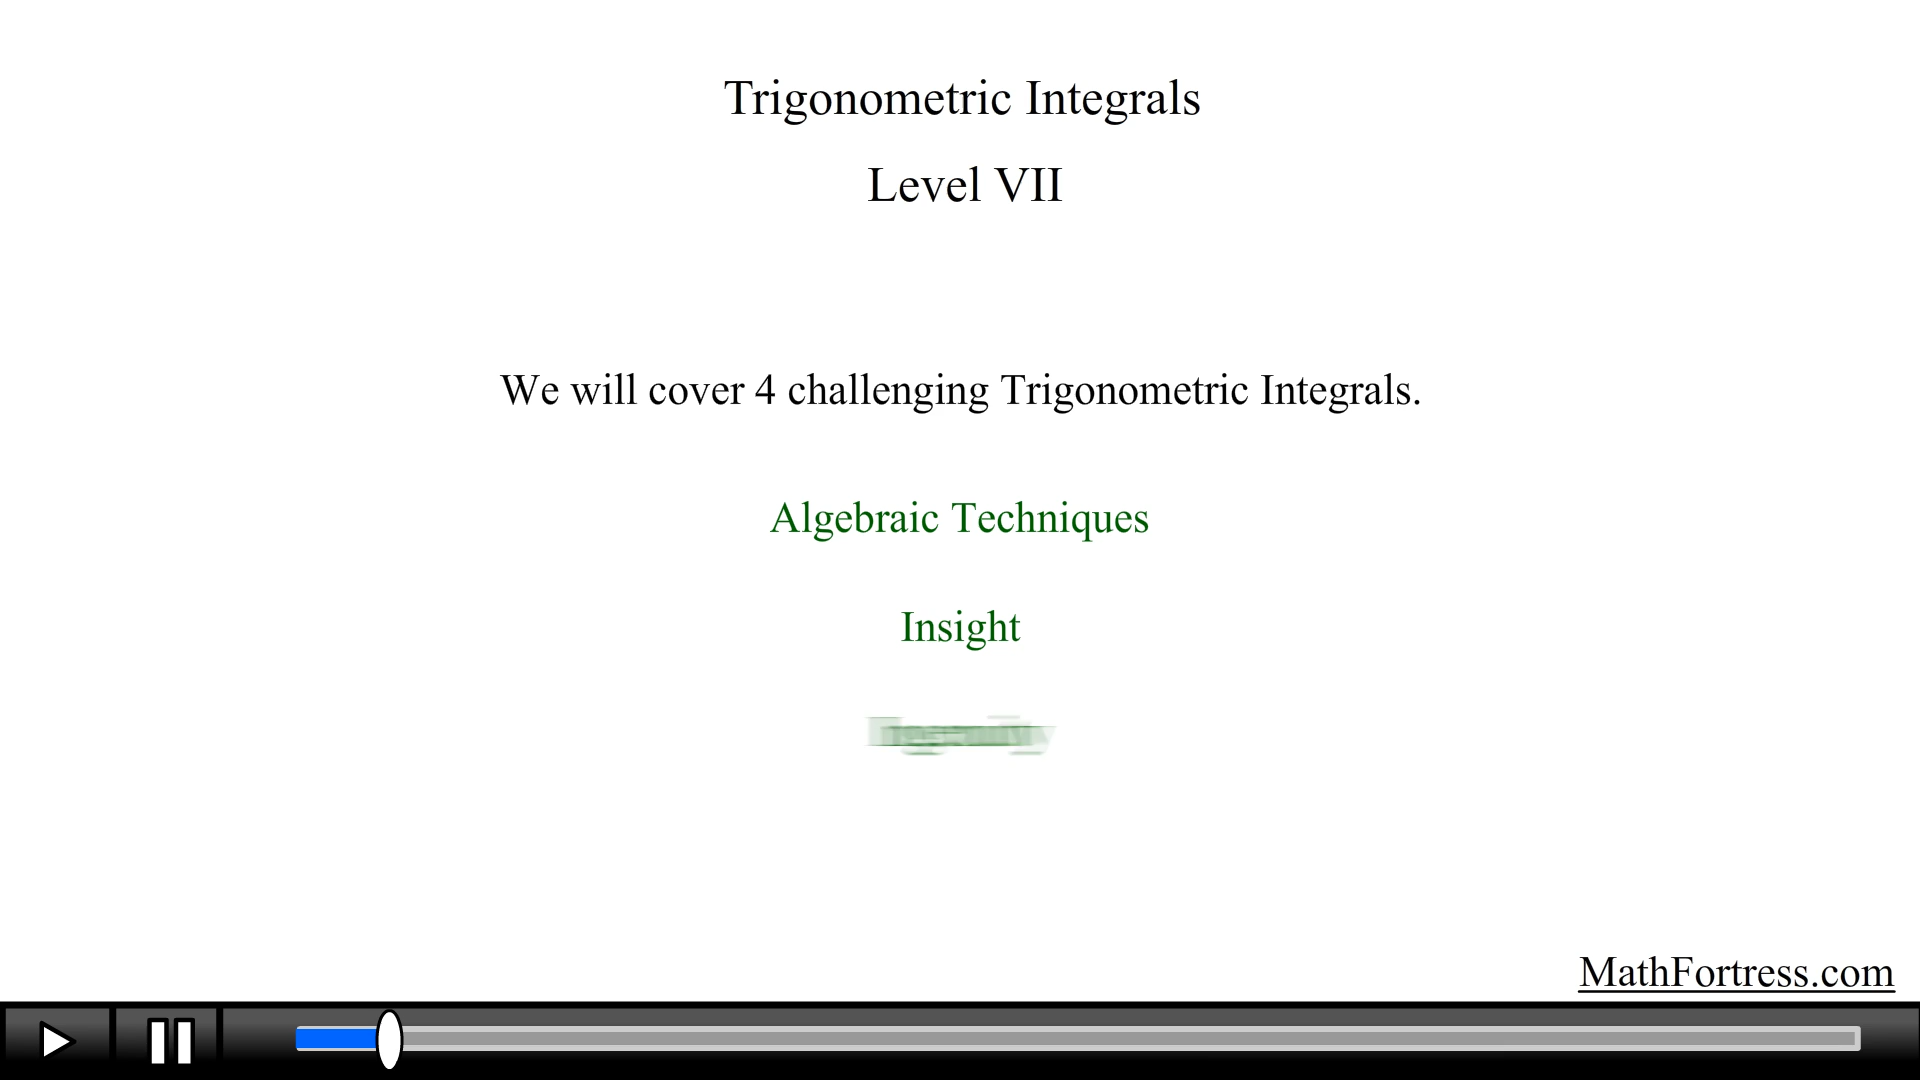 Trigonometric Integrals
Level VII
We will cover 4 challenging Trigonometric Integrals.
Algebraic Techniques
Insight
MathFortress.com